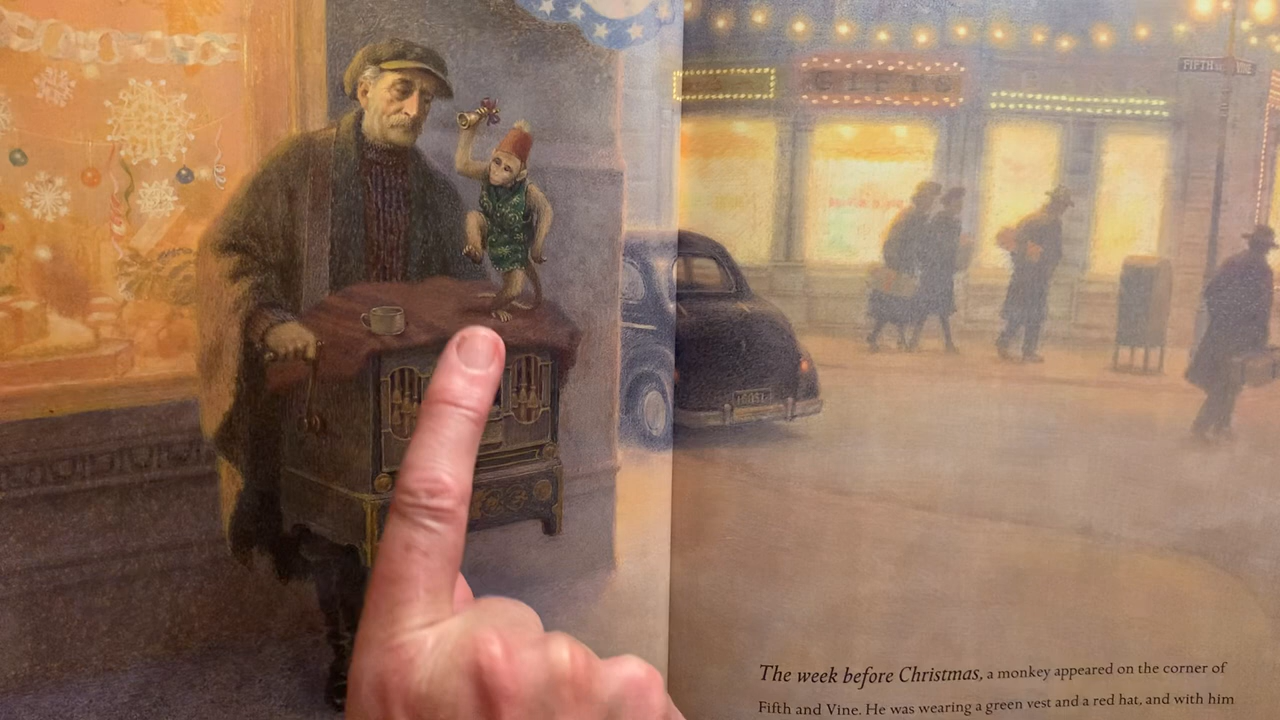 GIFTS
FIFTH
The week before Christmas, a monkey appeared on the corner of
Fifth and Vine. He was wearing a green vest and a red hat, and with him